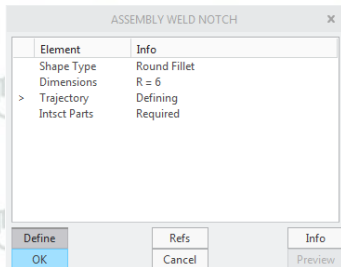 ASSEMBLY WELD NOTCH x
Element Info
Shape Type Round Fillet
Dimensions R = 6
> Trajectory Defining
Intsct Parts Required
Define Refs Info
OK Cancel Preview